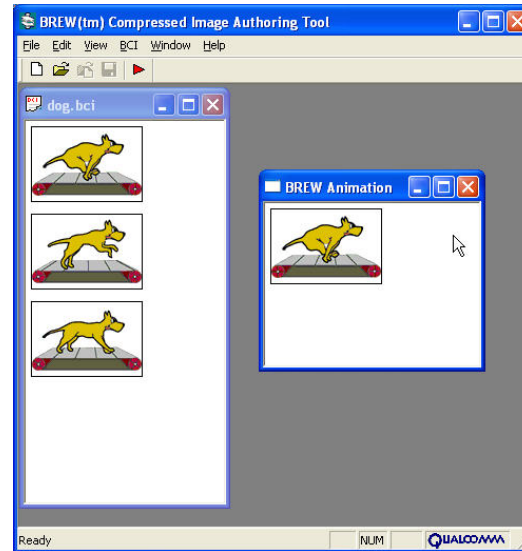 BREW(tm) Compressed Image Authoring Tool
File Edit View BCI Window Help
BCI dog.bci
BREW Animation
Ready NUM QUALCOMM